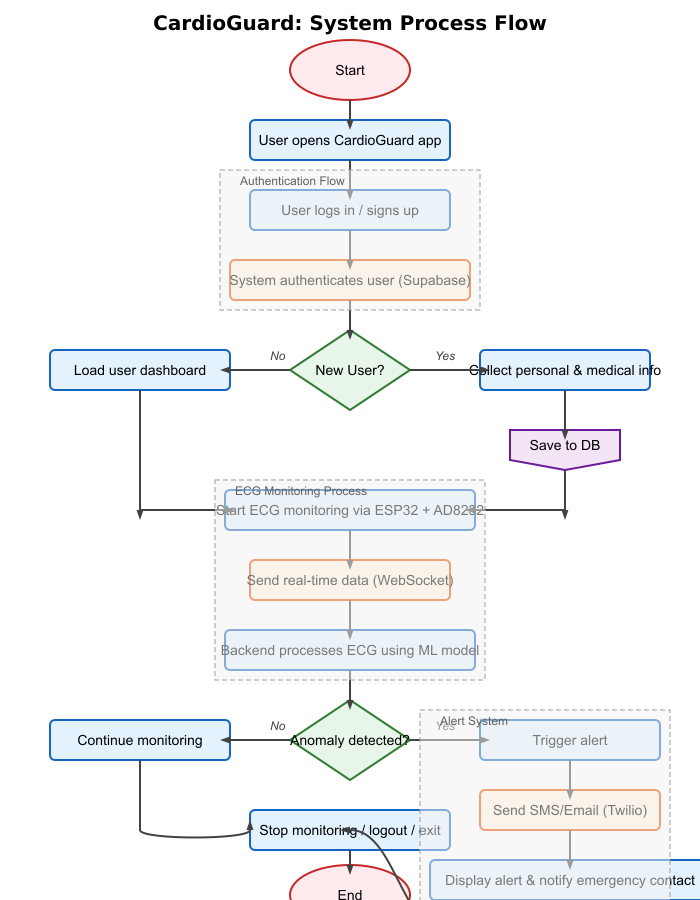 CardioGuard: System Process Flow
Start
User opens CardioGuard app
Authentication Flow
User logs in / signs up
System authenticates user (Supabase)
Load user dashboard
No
New User?
Yes
Collect personal & medical info
Save to DB
ECG Monitoring Process
Start ECG monitoring via ESP32 + AD8232
Send real-time data (WebSocket)
Backend processes ECG using ML model
Continue monitoring
No
Anomaly detected?
Yes
Alert System
Trigger alert
Send SMS/Email (Twilio)
Stop monitoring / logout / exit
Display alert & notify emergency contact
End